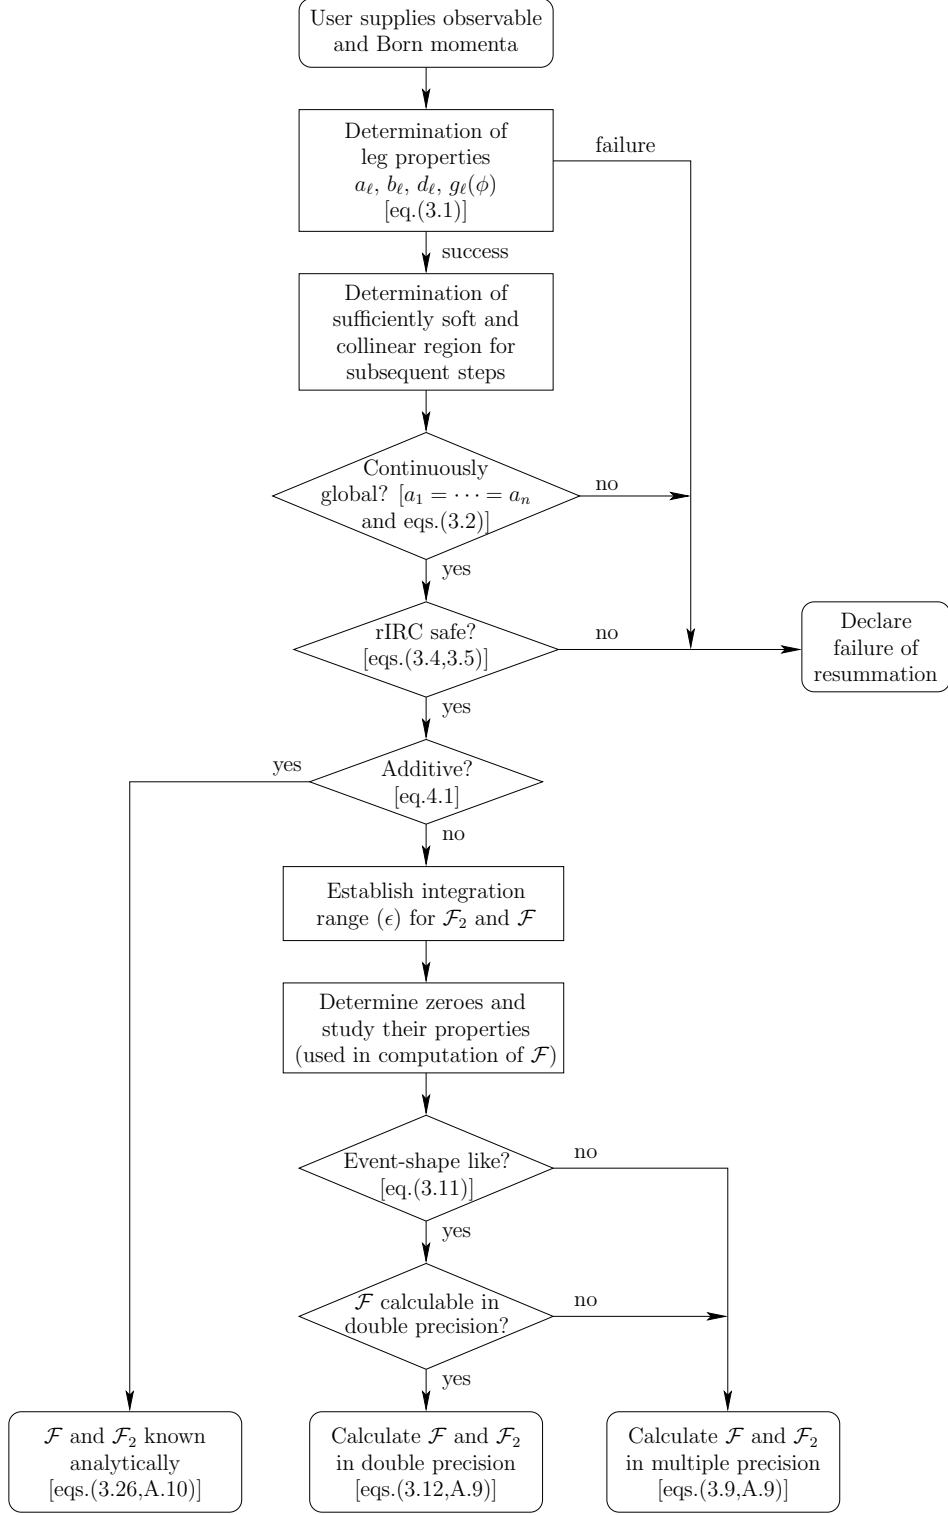 User supplies observable
and Born momenta
Determination of
leg properties
aℓ, bℓ, dℓ, gℓ(ϕ)
[eq.(3.1)]
failure
success
Determination of
sufficiently soft and
collinear region for
subsequent steps
Continuously
global? [a₁ = ⋯ = aₙ
and eqs.(3.2)]
no
yes
rIRC safe?
[eqs.(3.4,3.5)]
no
Declare
failure of
resummation
yes
Additive?
[eq.4.1]
yes
no
Establish integration
range (ϵ) for ℱ₂ and ℱ
Determine zeroes and
study their properties
(used in computation of ℱ)
Event-shape like?
[eq.(3.11)]
no
yes
ℱ calculable in
double precision?
no
yes
ℱ and ℱ₂ known
analytically
[eqs.(3.26,A.10)]
Calculate ℱ and ℱ₂
in double precision
[eqs.(3.12,A.9)]
Calculate ℱ and ℱ₂
in multiple precision
[eqs.(3.9,A.9)]